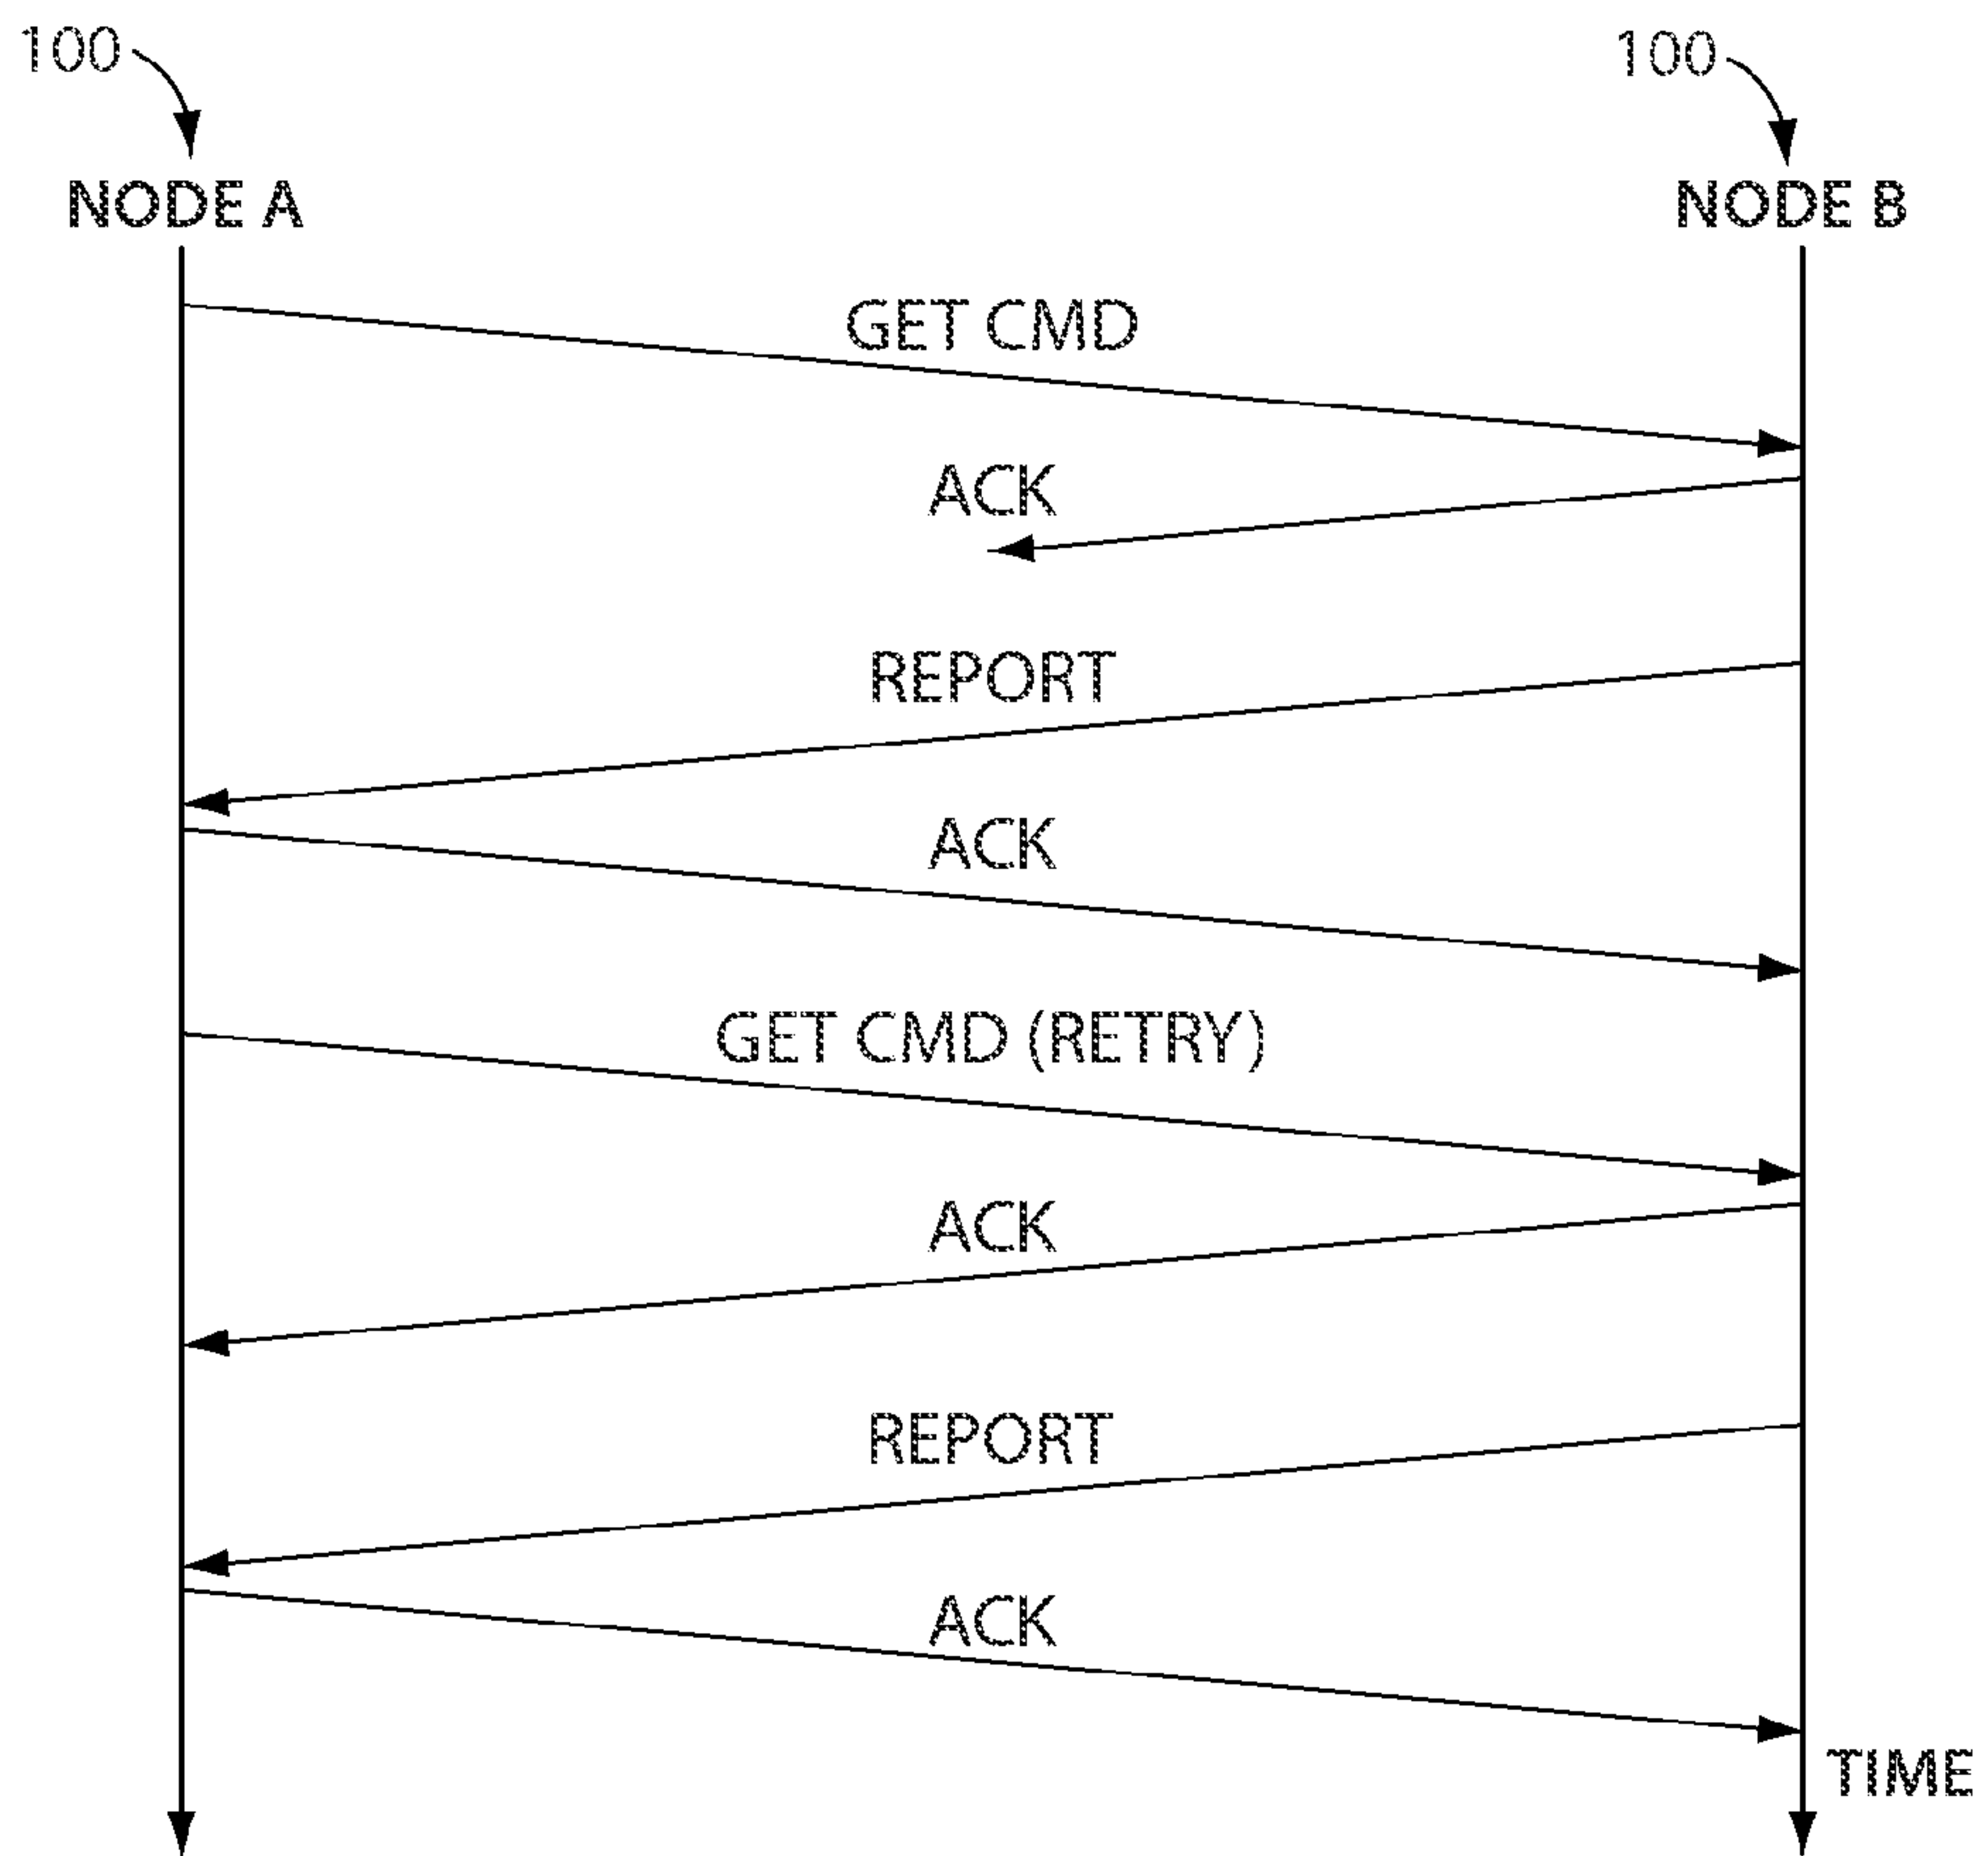 100
100
NODE A
NODE B
GET CMD
ACK
REPORT
ACK
GET CMD (RETRY)
ACK
REPORT
ACK
TIME